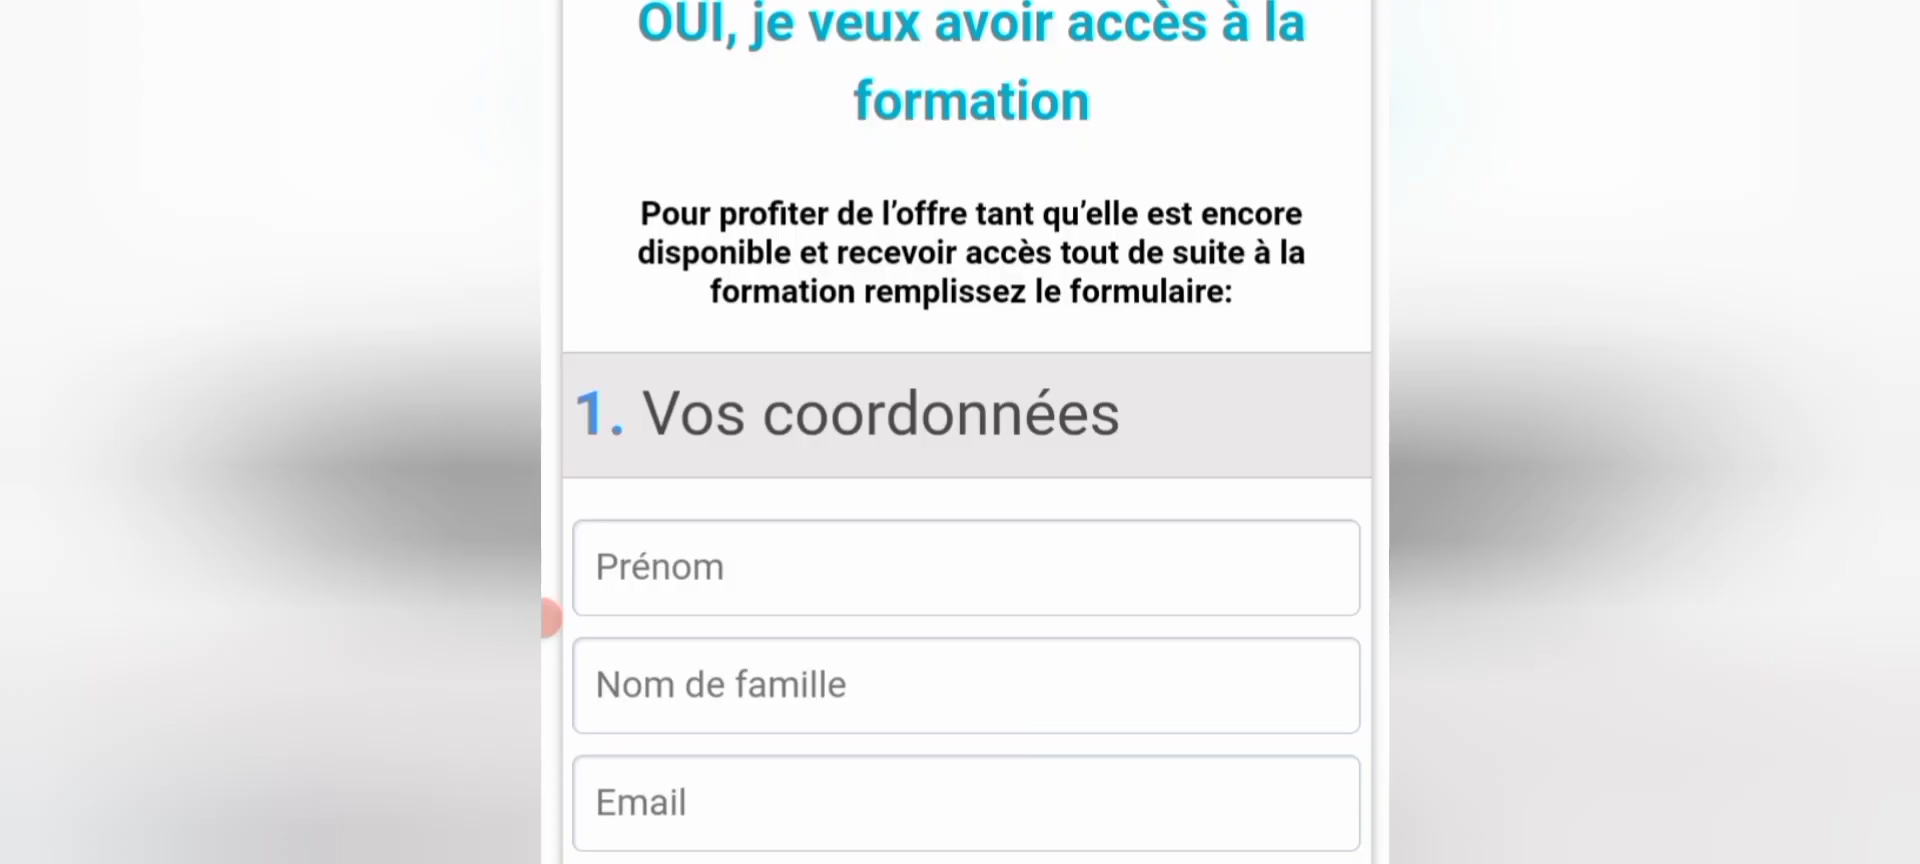 OUI, je veux avoir accès à la
formation
Pour profiter de l’offre tant qu’elle est encore
disponible et recevoir accès tout de suite à la
formation remplissez le formulaire:
1. Vos coordonnées
Prénom
Nom de famille
Email